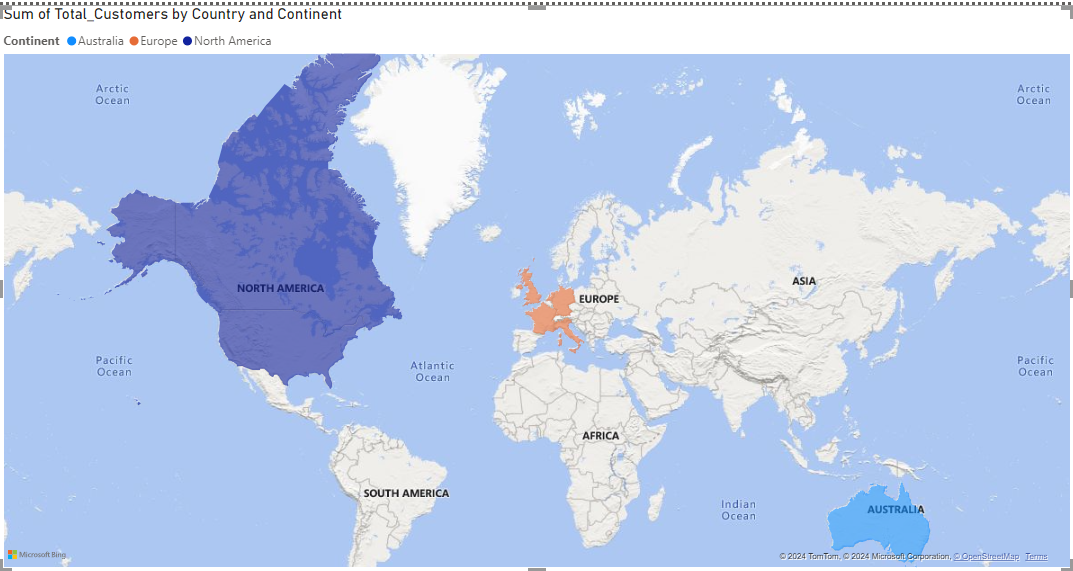 Sum of Total_Customers by Country and Continent
Continent Australia Europe North America
Arctic
Ocean
Arctic
Ocean
NORTH AMERICA
ASIA
EUROPE
Pacific
Ocean
Atlantic
Ocean
Pacific
Ocean
AFRICA
SOUTH AMERICA
Indian
Ocean
AUSTRALIA
Microsoft Bing
© 2024 TomTom, © 2024 Microsoft Corporation, © OpenStreetMap Terms